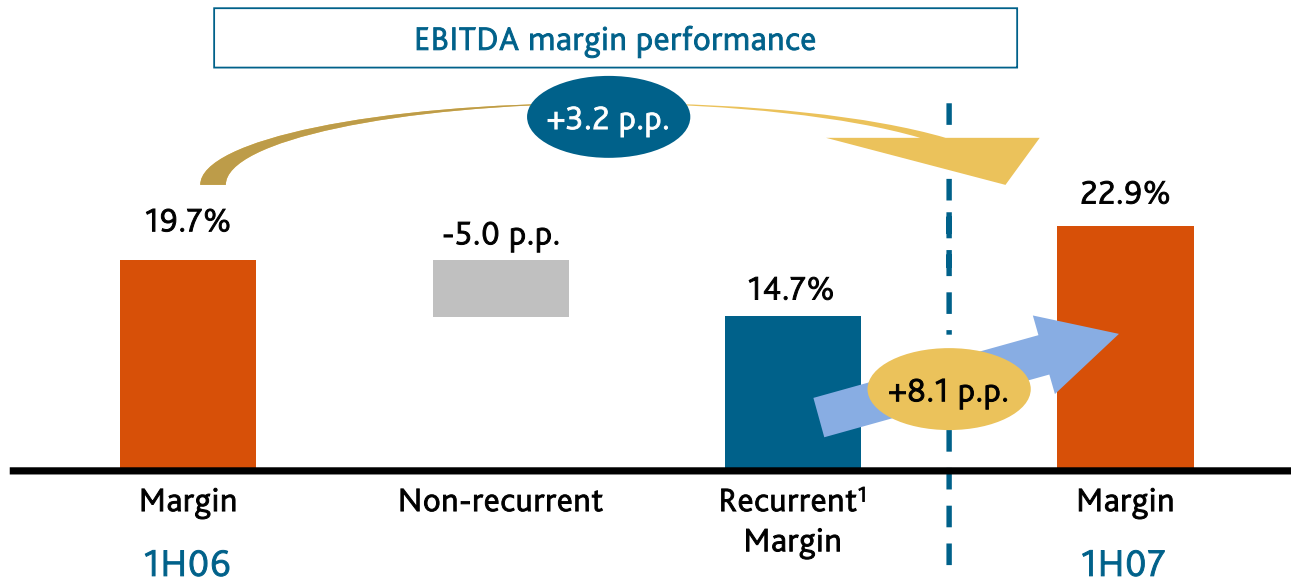 EBITDA margin performance
+3.2 p.p.
19.7%
-5.0 p.p.
14.7%
22.9%
+8.1 p.p.
Margin
Non-recurrent
Recurrent¹
Margin
Margin
1H06
1H07